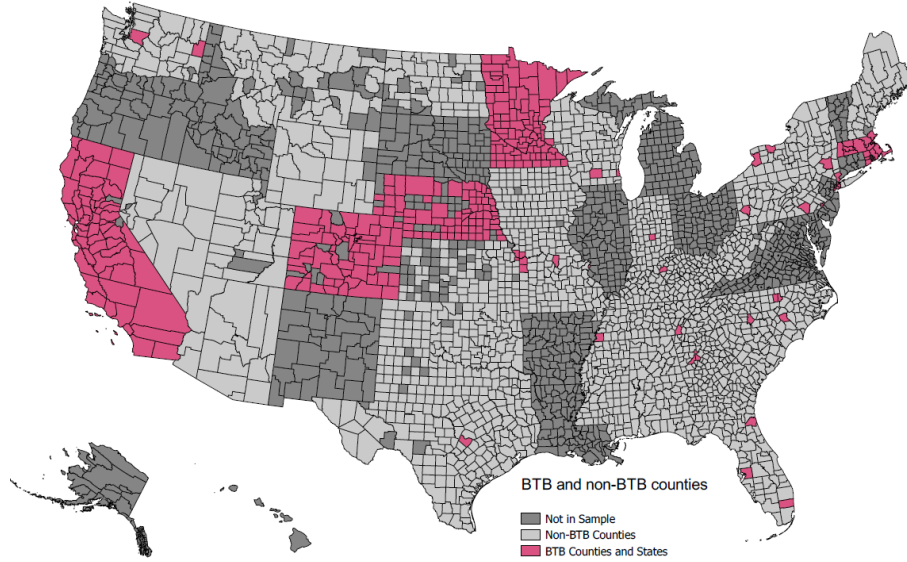 BTB and non-BTB counties
Not in Sample
Non-BTB Counties
BTB Counties and States